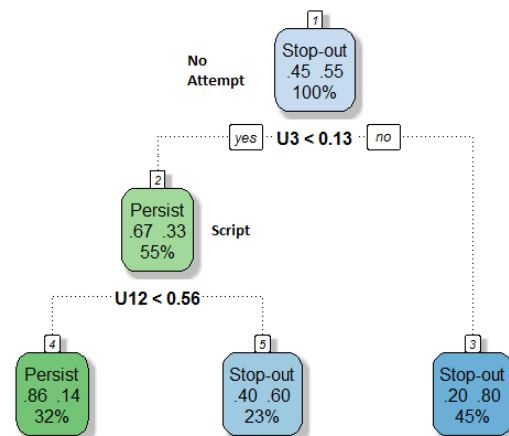 1
Stop-out
.45 .55
100%
No
Attempt
yes U3 < 0.13 no
2
Persist
.67 .33
55%
Script
U12 < 0.56
4
Persist
.86 .14
32%
5
Stop-out
.40 .60
23%
3
Stop-out
.20 .80
45%